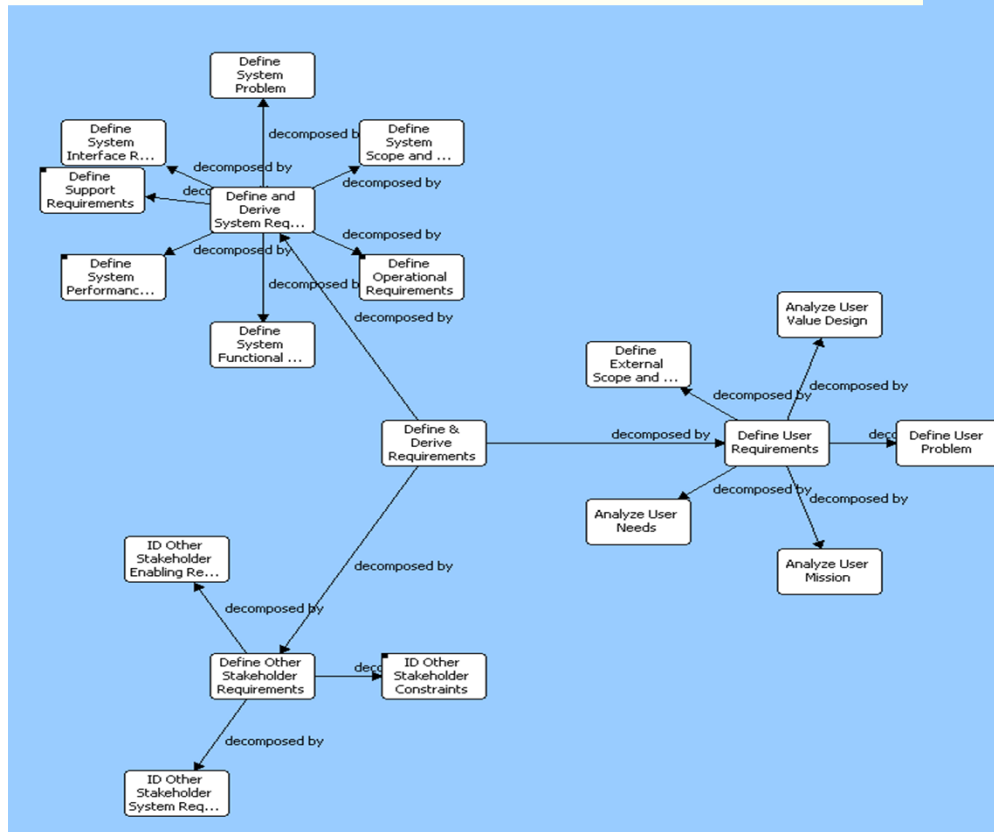 Define
System
Problem
decomposed b
Define
System
Interface R...
Define
System
Scope and ...
decomposed by
decomposed by
Define
Support
Requirements
deco
Define and
Derive
System Req...
decomposed by
decomposed by
Define
System
Performanc...
Define
Operational
Requirements
decomposed b
decomposed by
Define
System
Functional ...
Analyze User
Value Design
Define
External
Scope and ...
decomposed by
decomposed by
Define &
Derive
Requirements
decomposed by
Define User
Requirements
deco
Define User
Problem
decomposed by
decomposed by
Analyze User
Needs
Analyze User
Mission
ID Other
Stakeholder
Enabling Re...
decomposed by
decomposed by
Define Other
Stakeholder
Requirements
deco
ID Other
Stakeholder
Constraints
decomposed by
ID Other
Stakeholder
System Req...